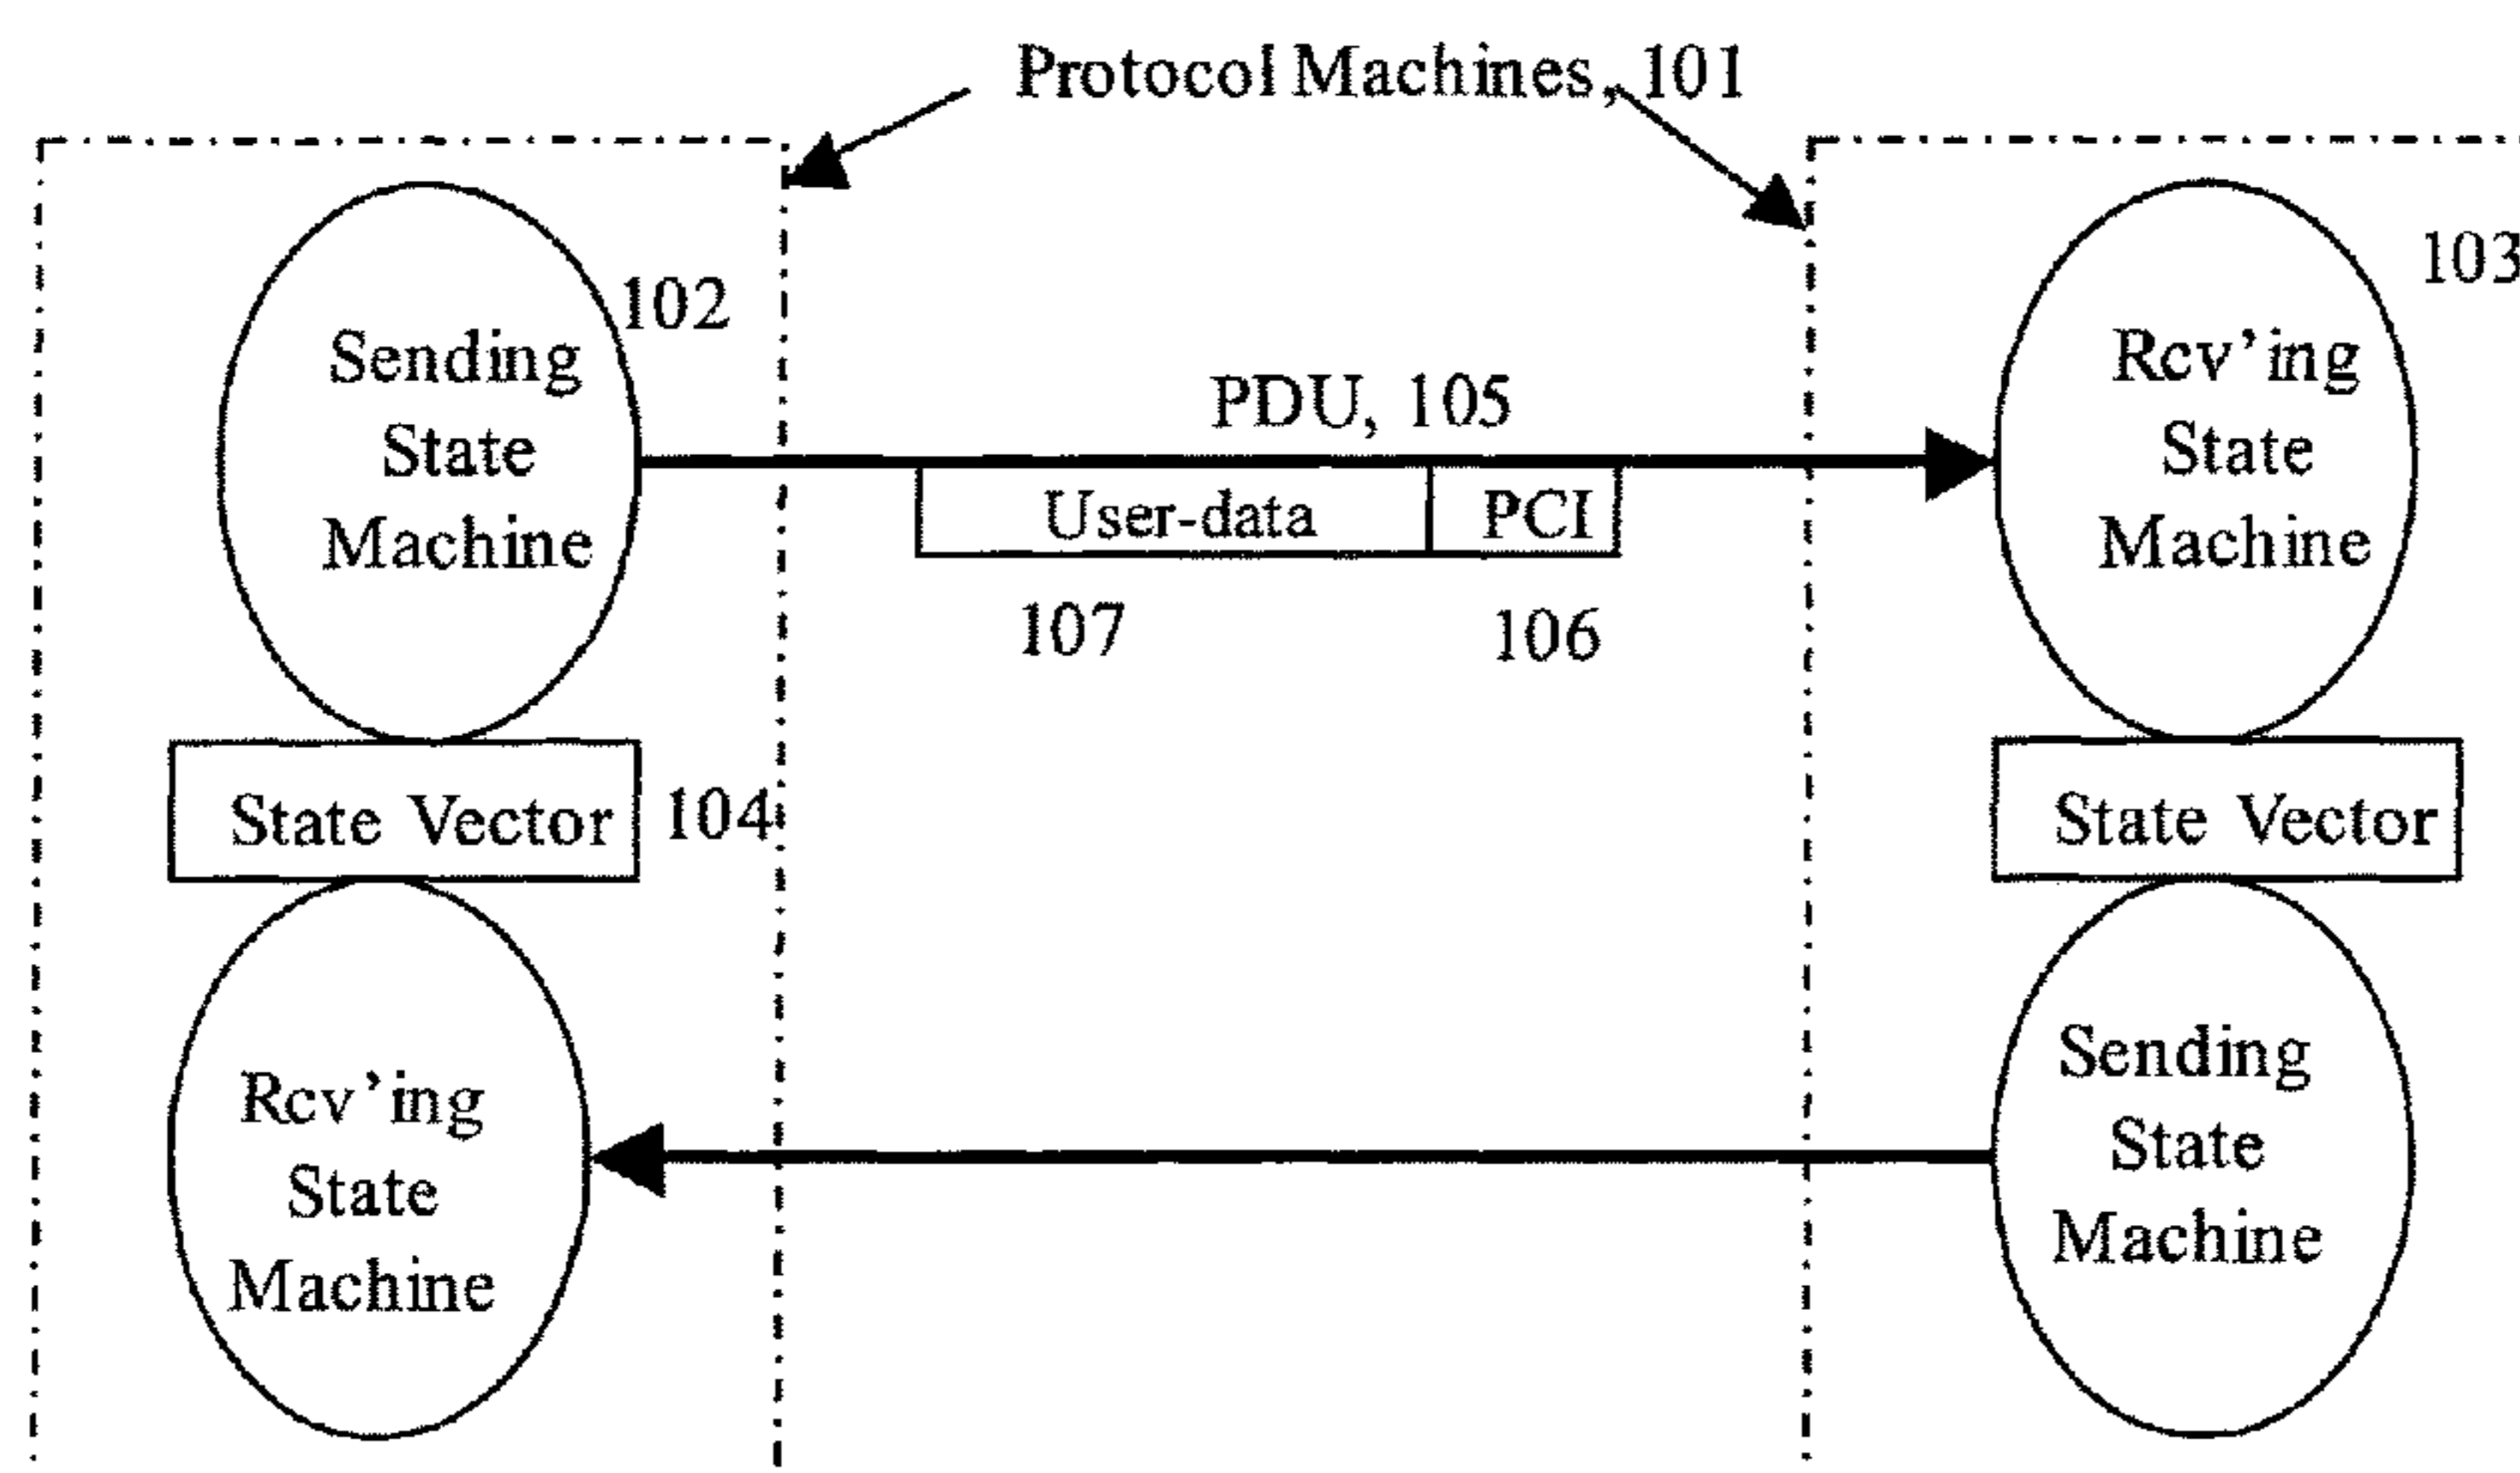 Protocol Machines, 101
102
Sending
State
Machine
PDU, 105
User-data PCI
107 106
103
Rcv'ing
State
Machine
State Vector 104
State Vector
Rcv'ing
State
Machine
Sending
State
Machine